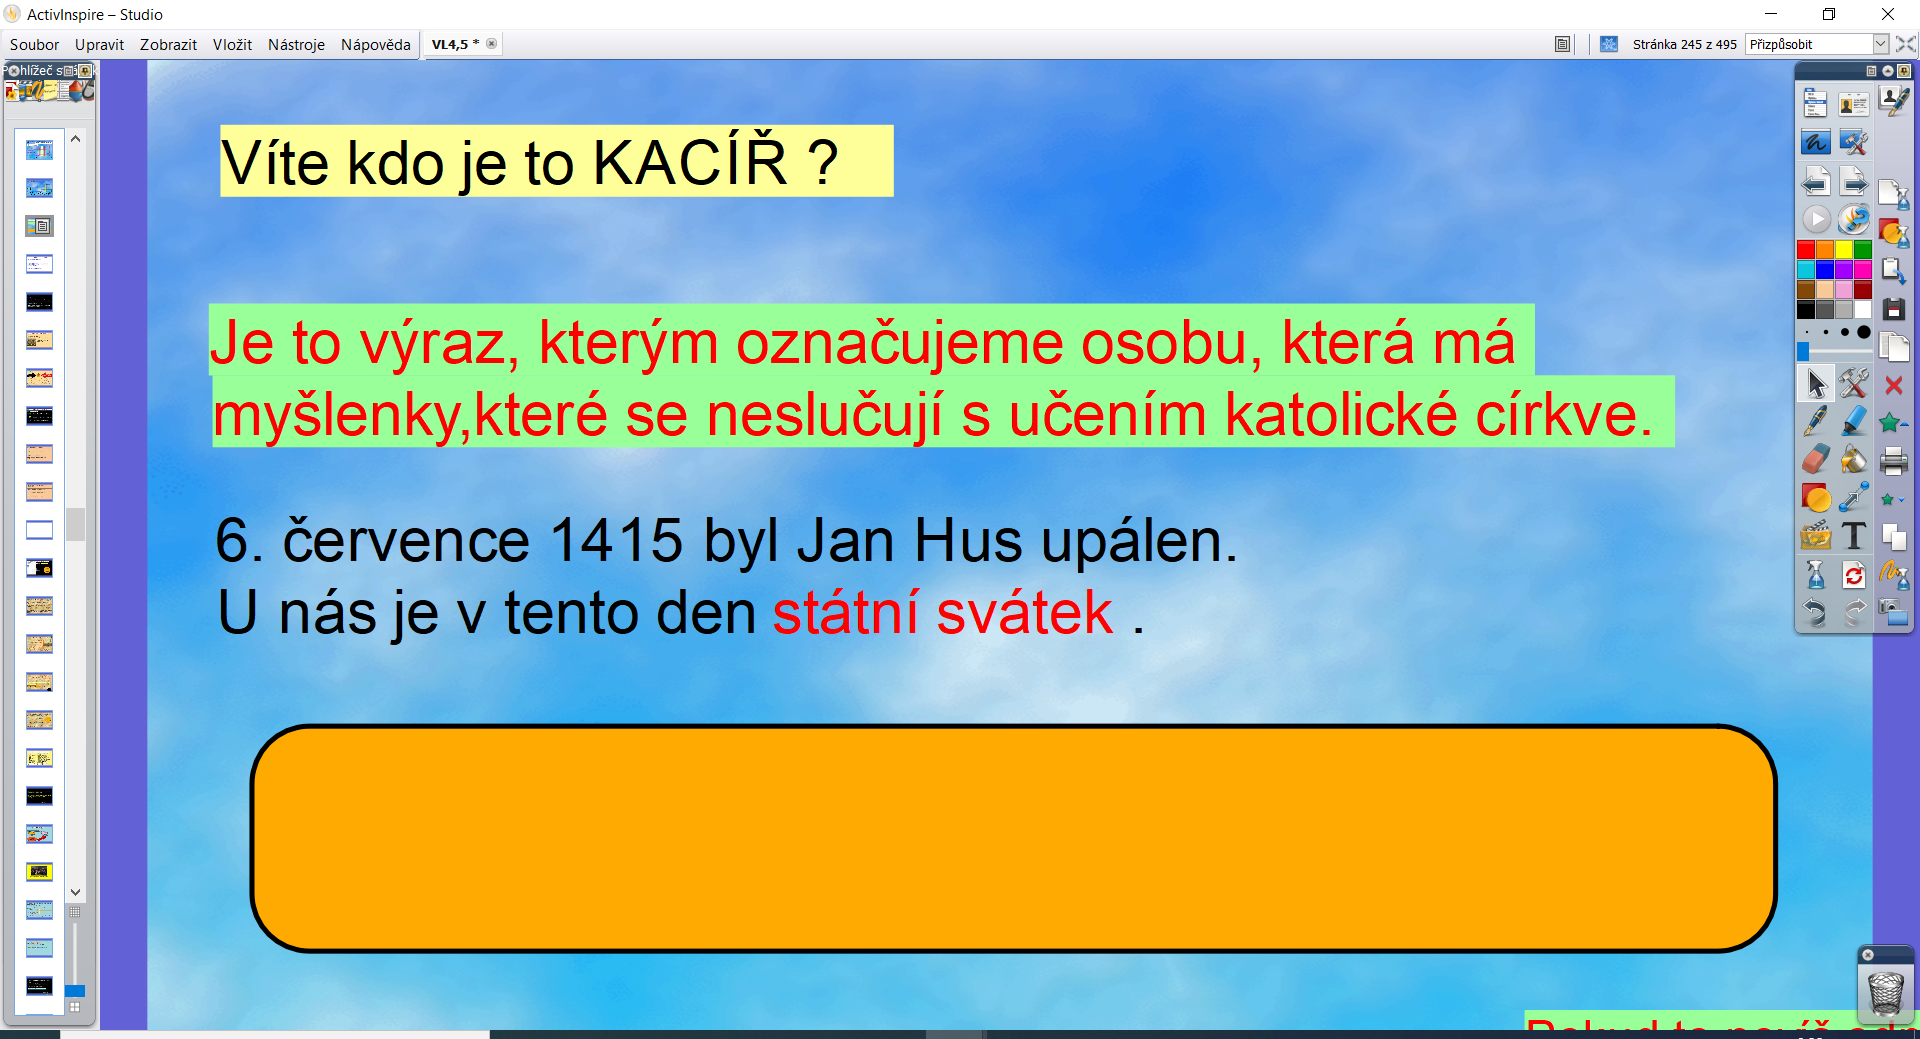 ActivInspire – Studio
Soubor Upravit Zobrazit Vložit Nástroje Nápověda
VL4,5 *
Stránka 245 z 495
Přizpůsobit
Víte kdo je to KACÍŘ ?
Je to výraz, kterým označujeme osobu, která má
myšlenky,které se neslučují s učením katolické církve.
6. července 1415 byl Jan Hus upálen.
U nás je v tento den státní svátek .